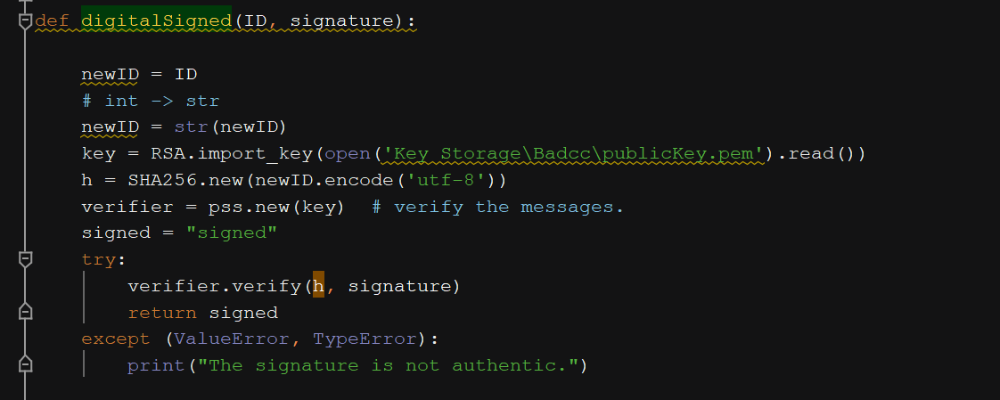 def digitalSigned(ID, signature):
newID = ID
# int -> str
newID = str(newID)
key = RSA.import_key(open('Key Storage\Badcc\publicKey.pem').read())
h = SHA256.new(newID.encode('utf-8'))
verifier = pss.new(key)  # verify the messages.
signed = "signed"
try:
verifier.verify(h, signature)
return signed
except (ValueError, TypeError):
print("The signature is not authentic.")